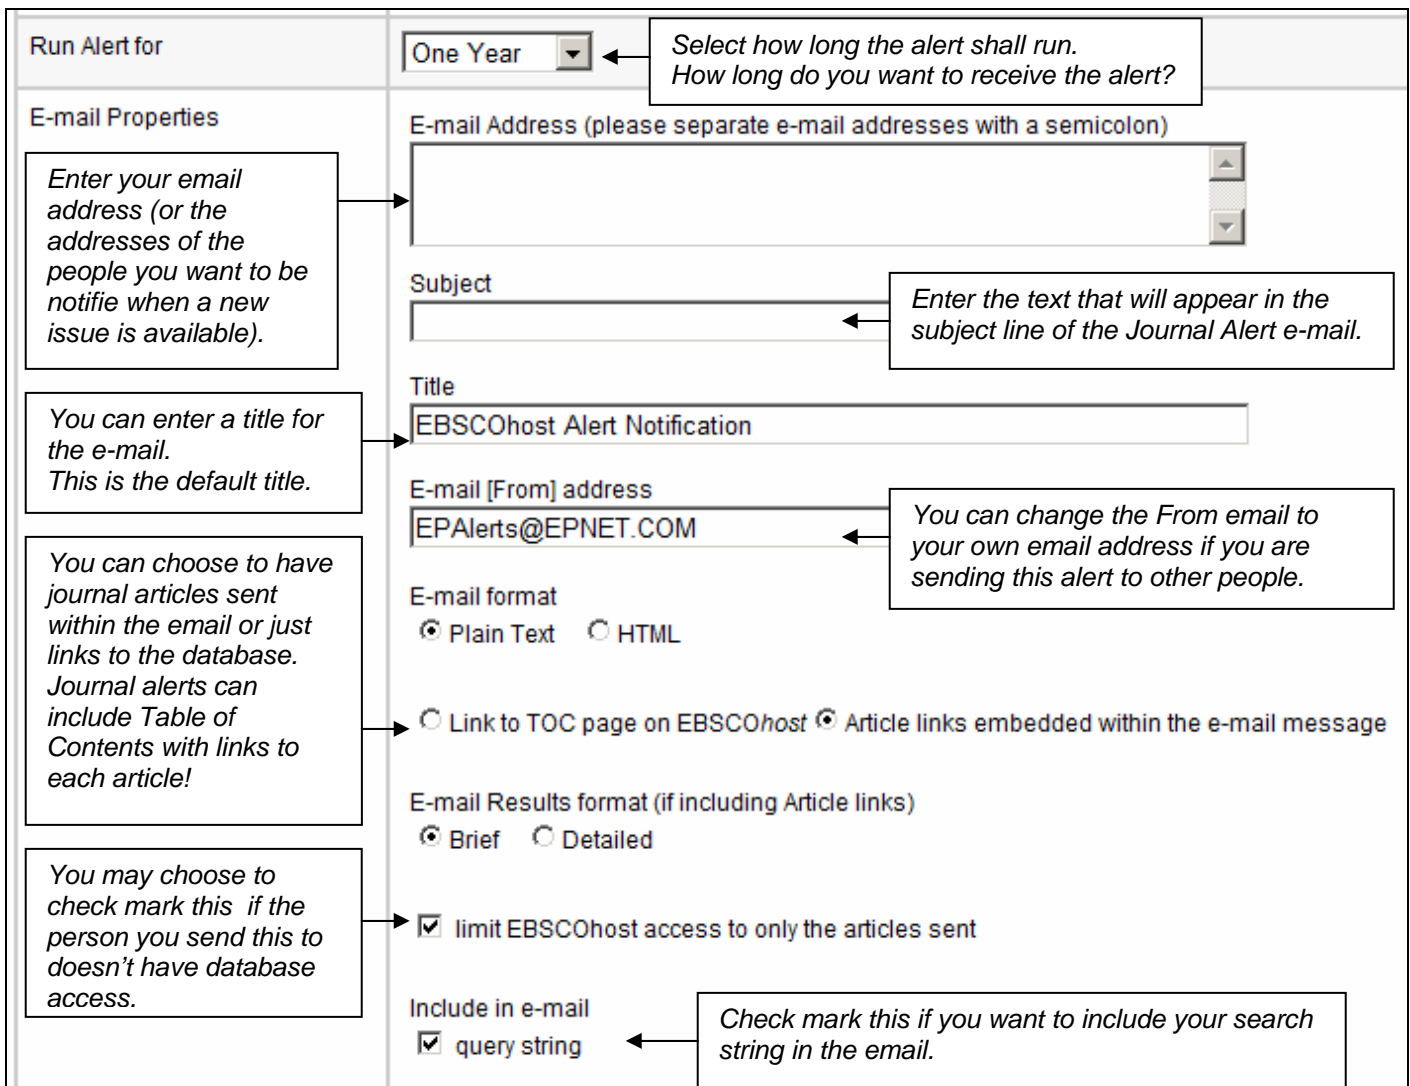 Run Alert for
One Year
Select how long the alert shall run.
How long do you want to receive the alert?
E-mail Properties
E-mail Address (please separate e-mail addresses with a semicolon)
Enter your email
address (or the
addresses of the
people you want to be
notifie when a new
issue is available).
Subject
Enter the text that will appear in the
subject line of the Journal Alert e-mail.
Title
EBSCOhost Alert Notification
You can enter a title for
the e-mail.
This is the default title.
E-mail [From] address
EPAlerts@EPNET.COM
You can change the From email to
your own email address if you are
sending this alert to other people.
You can choose to have
journal articles sent
within the email or just
links to the database.
Journal alerts can
include Table of
Contents with links to
each article!
E-mail format
Plain Text HTML
Link to TOC page on EBSCOhost Article links embedded within the e-mail message
E-mail Results format (if including Article links)
Brief Detailed
You may choose to
check mark this  if the
person you send this to
doesn’t have database
access.
limit EBSCOhost access to only the articles sent
Include in e-mail
query string
Check mark this if you want to include your search
string in the email.